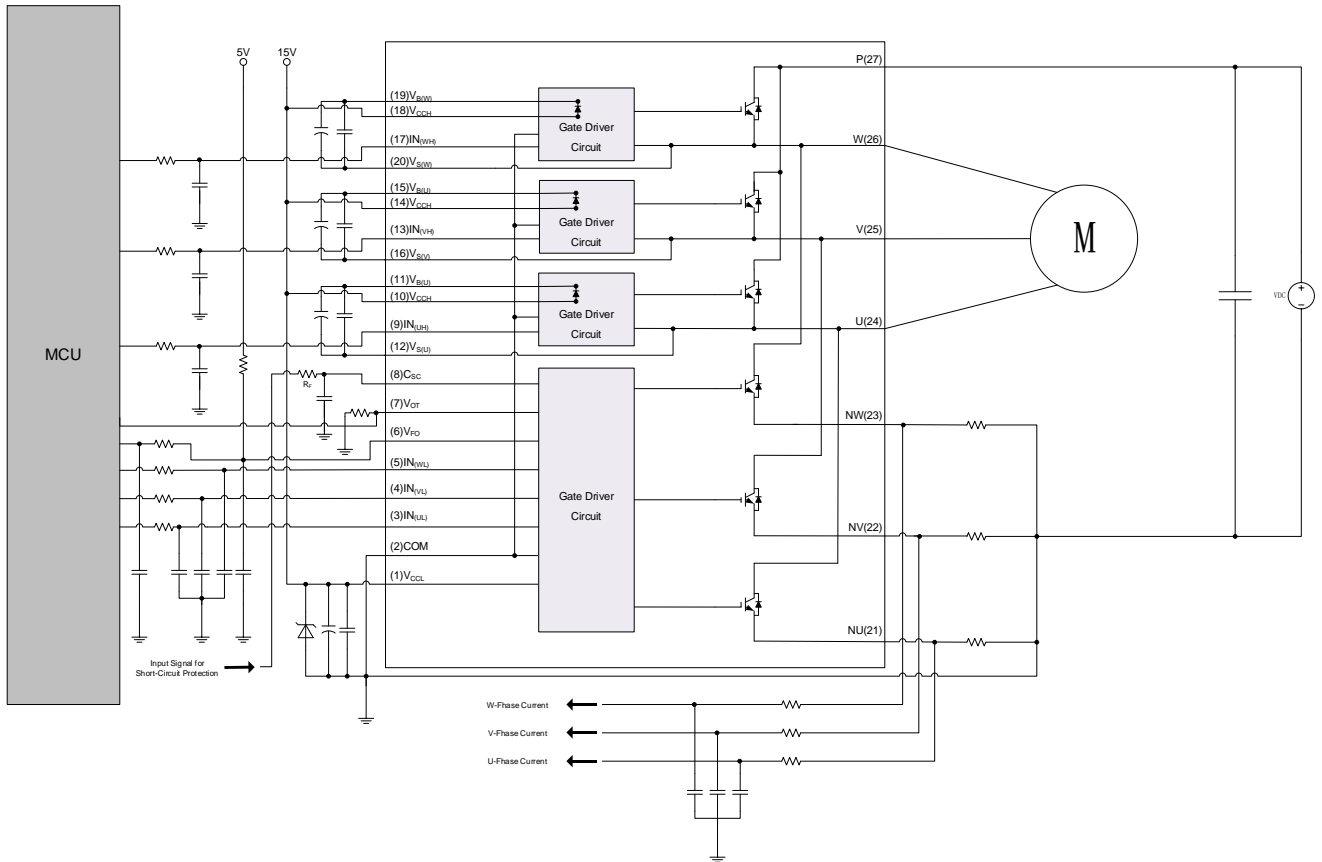 MCU
5V
15V
(19)VB(W)
(18)VCCH
(17)IN(WH)
(20)VS(W)
(15)VB(U)
(14)VCCH
(13)IN(VH)
(16)VS(V)
(11)VB(U)
(10)VCCH
(9)IN(UH)
(12)VS(U)
(8)CSC
(7)VOT
(6)VFO
(5)IN(WL)
(4)IN(VL)
(3)IN(UL)
(2)COM
(1)VCCL
RF
Gate Driver
Circuit
Gate Driver
Circuit
Gate Driver
Circuit
Gate Driver
Circuit
P(27)
W(26)
V(25)
U(24)
NW(23)
NV(22)
NU(21)
M
VDC
Input Signal for
Short-Circuit Protection
W-Fhase Current
V-Fhase Current
U-Fhase Current